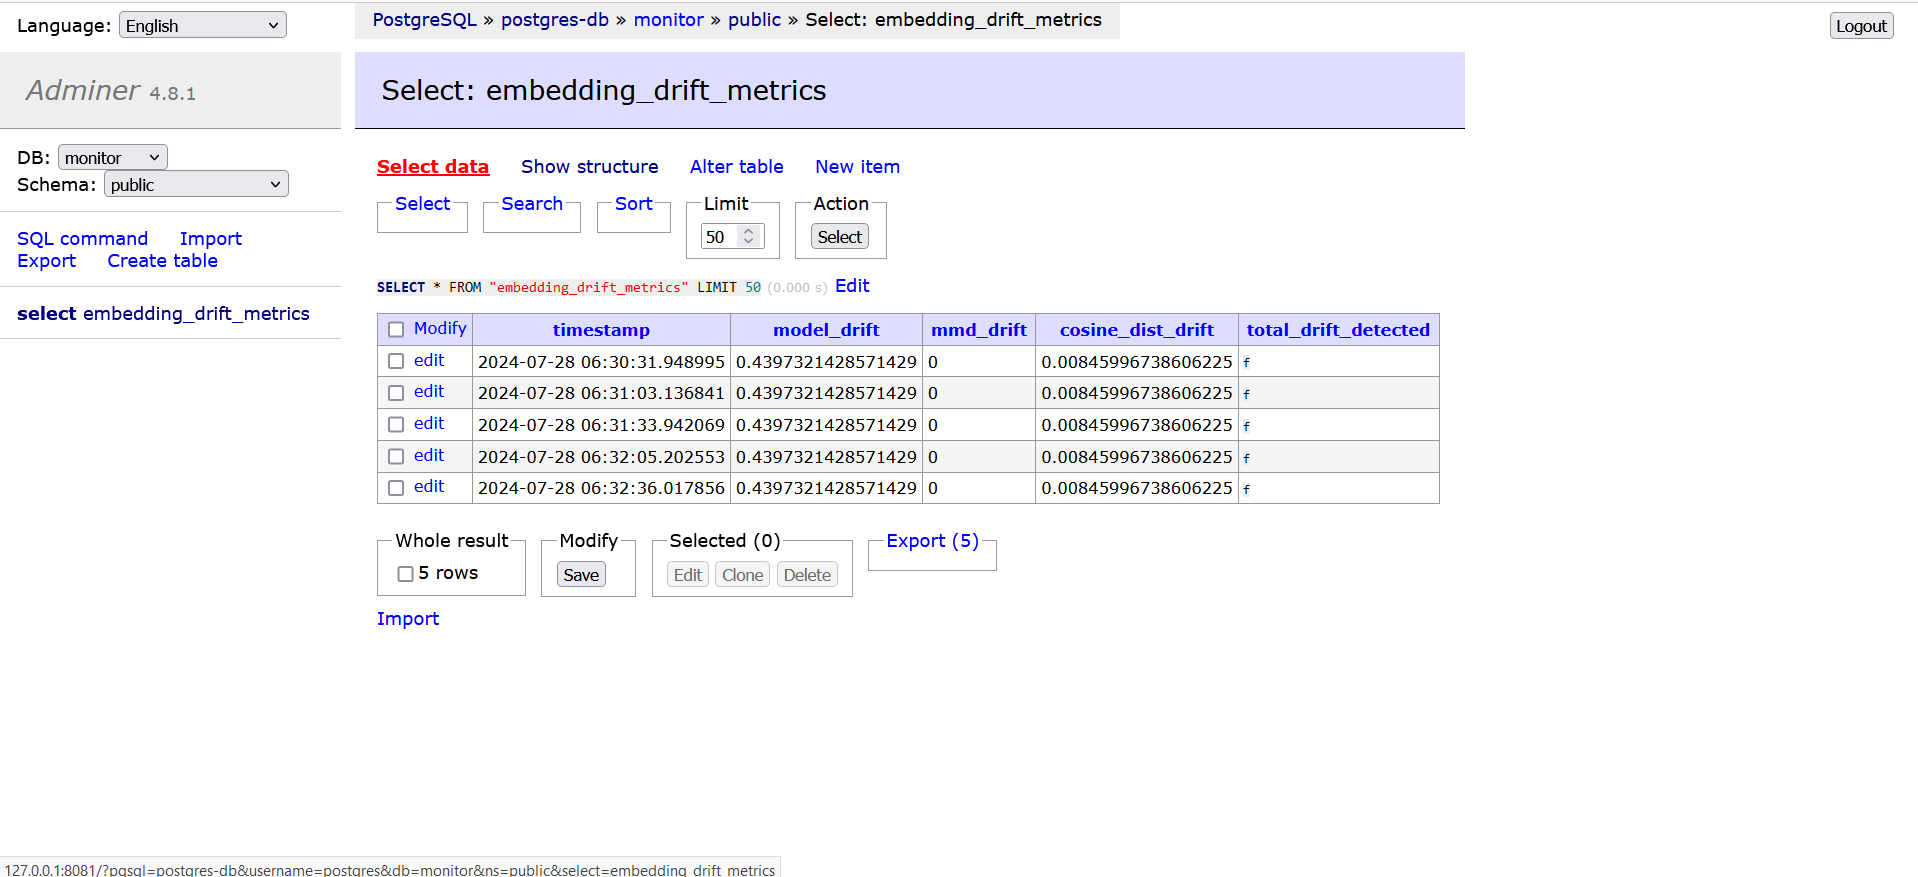 Language: English
PostgreSQL » postgres-db » monitor » public » Select: embedding_drift_metrics
Logout
Adminer 4.8.1
Select: embedding_drift_metrics
DB: monitor
Schema: public
SQL command Import
Export Create table
select embedding_drift_metrics
Select data Show structure Alter table New item
Select Search Sort Limit Action
50 Select
SELECT * FROM "embedding_drift_metrics" LIMIT 50 (0.000 s) Edit
Modify timestamp model_drift mmd_drift cosine_dist_drift total_drift_detected
edit 2024-07-28 06:30:31.948995 0.4397321428571429 0 0.00845996738606225 f
edit 2024-07-28 06:31:03.136841 0.4397321428571429 0 0.00845996738606225 f
edit 2024-07-28 06:31:33.942069 0.4397321428571429 0 0.00845996738606225 f
edit 2024-07-28 06:32:05.202553 0.4397321428571429 0 0.00845996738606225 f
edit 2024-07-28 06:32:36.017856 0.4397321428571429 0 0.00845996738606225 f
Whole result Modify Selected (0) Export (5)
5 rows Save Edit Clone Delete
Import
127.0.0.1:8081/?pgsql=postgres-db&username=postgres&db=monitor&ns=public&select=embedding_drift_metrics